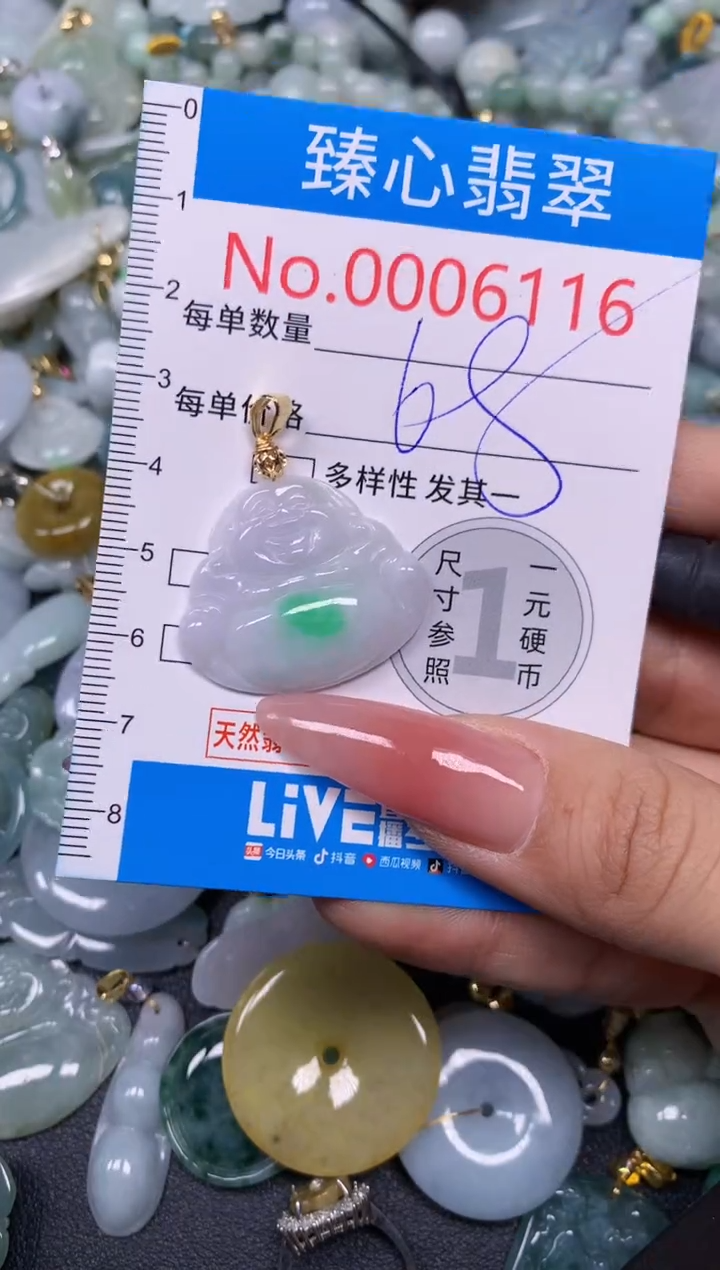 0
臻心翡翠
1
No.0006116
2
每单数量
68
3
每单价格
4
多样性 发其一
5
尺寸参照
1
一元硬币
6
7
天然
8
LiVE
今日头条 抖音 西瓜视频